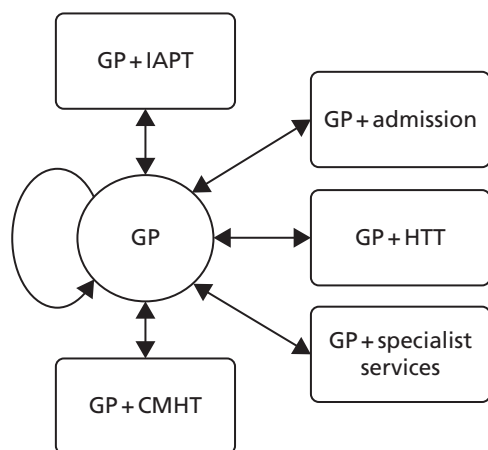 GP + IAPT
GP + admission
GP
GP + HTT
GP + specialist
services
GP + CMHT